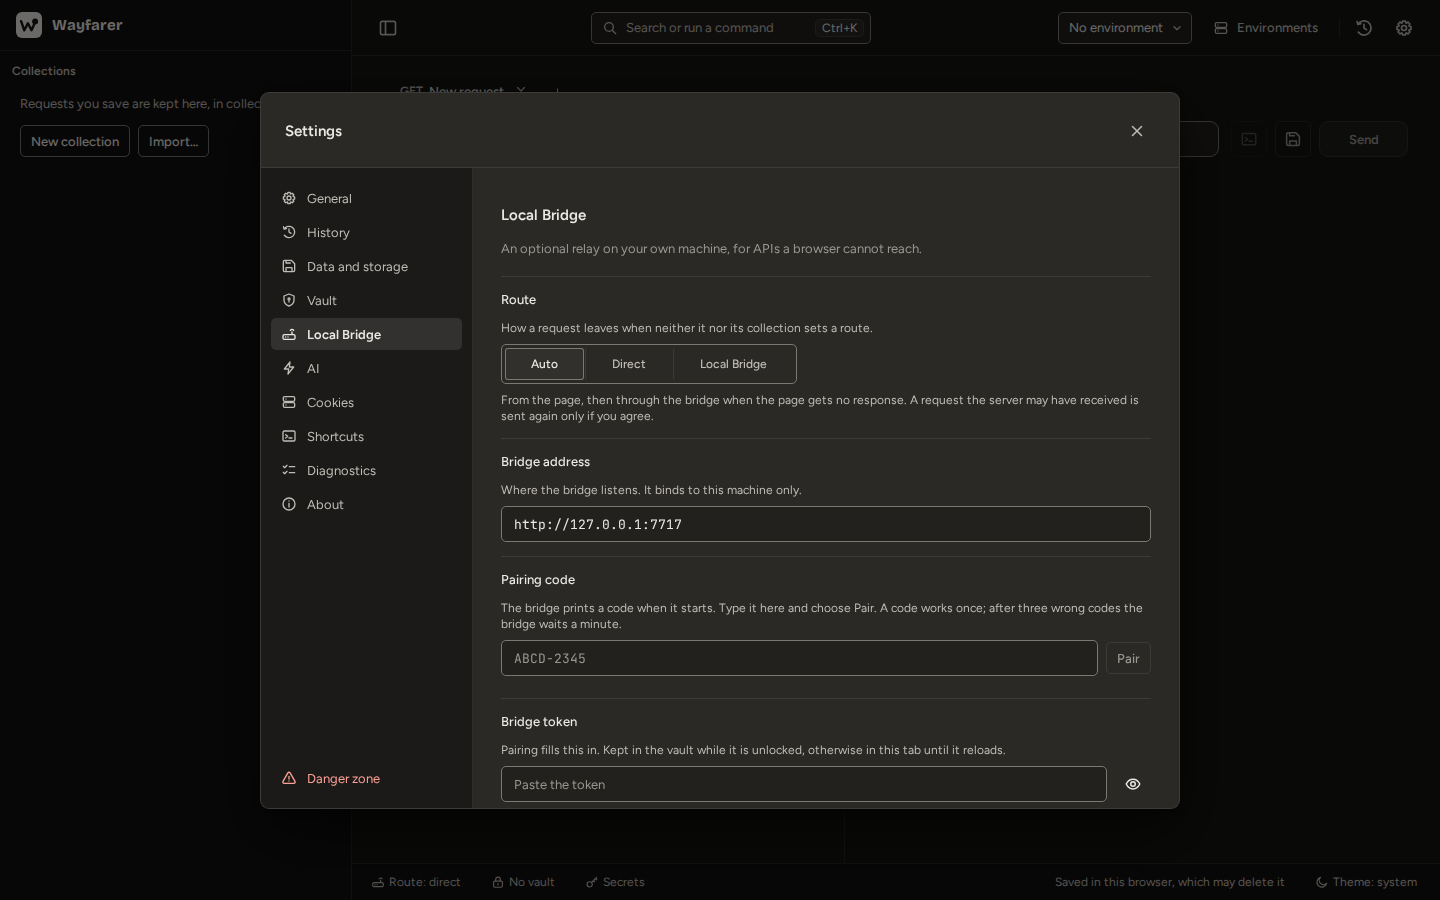 Wayfarer
Search or run a command
Ctrl+K
No environment
Environments
Collections
Requests you save are kept here, in collec
New collection
Import...
GET New request
Send
Settings
General
History
Data and storage
Vault
Local Bridge
AI
Cookies
Shortcuts
Diagnostics
About
Danger zone
Local Bridge
An optional relay on your own machine, for APIs a browser cannot reach.
Route
How a request leaves when neither it nor its collection sets a route.
Auto
Direct
Local Bridge
From the page, then through the bridge when the page gets no response. A request the server may have received is
sent again only if you agree.
Bridge address
Where the bridge listens. It binds to this machine only.
http://127.0.0.1:7717
Pairing code
The bridge prints a code when it starts. Type it here and choose Pair. A code works once; after three wrong codes the
bridge waits a minute.
ABCD-2345
Pair
Bridge token
Pairing fills this in. Kept in the vault while it is unlocked, otherwise in this tab until it reloads.
Paste the token
Route: direct
No vault
Secrets
Saved in this browser, which may delete it
Theme: system